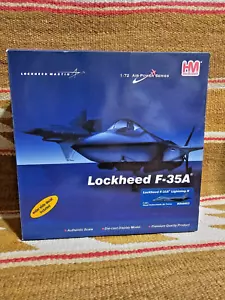 LOCKHEED MARTIN
1:72 AIR POWER SERIES
HM
Lockheed F-35A
Lockheed F-35A Lightning II
• Authentic Scale
• Die-cast Display Model
• Premium Quality Product